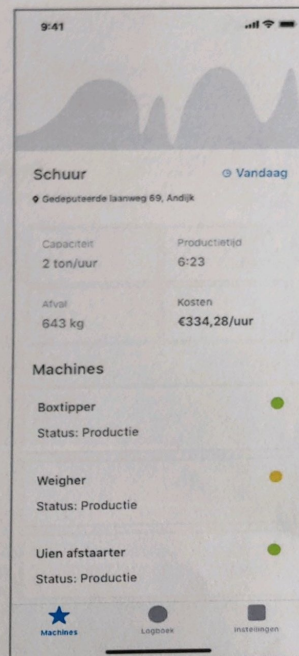 9:41
Schuur
Vandaag
Gedeputeerde laanweg 69, Andijk
Capaciteit
Productietijd
2 ton/uur
6:23
Afval
Kosten
643 kg
€334,28/uur
Machines
Boxtipper
Status: Productie
Weigher
Status: Productie
Uien afstaarter
Status: Productie
Machines
Logboek
Instellingen